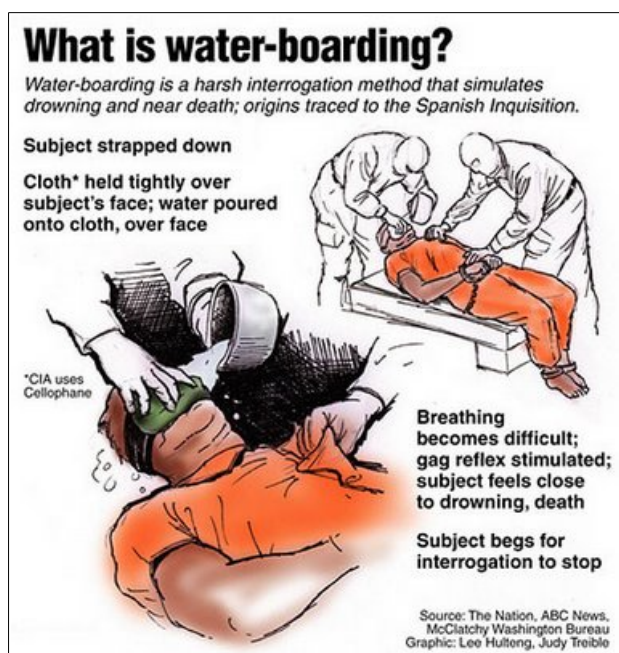 What is water-boarding?
Water-boarding is a harsh interrogation method that simulates
drowning and near death; origins traced to the Spanish Inquisition.
Subject strapped down
Cloth* held tightly over
subject's face; water poured
onto cloth, over face
*CIA uses
Cellophane
Breathing
becomes difficult;
gag reflex stimulated;
subject feels close
to drowning, death
Subject begs for
interrogation to stop
Source: The Nation, ABC News,
McClatchy Washington Bureau
Graphic: Lee Hulteng, Judy Treible